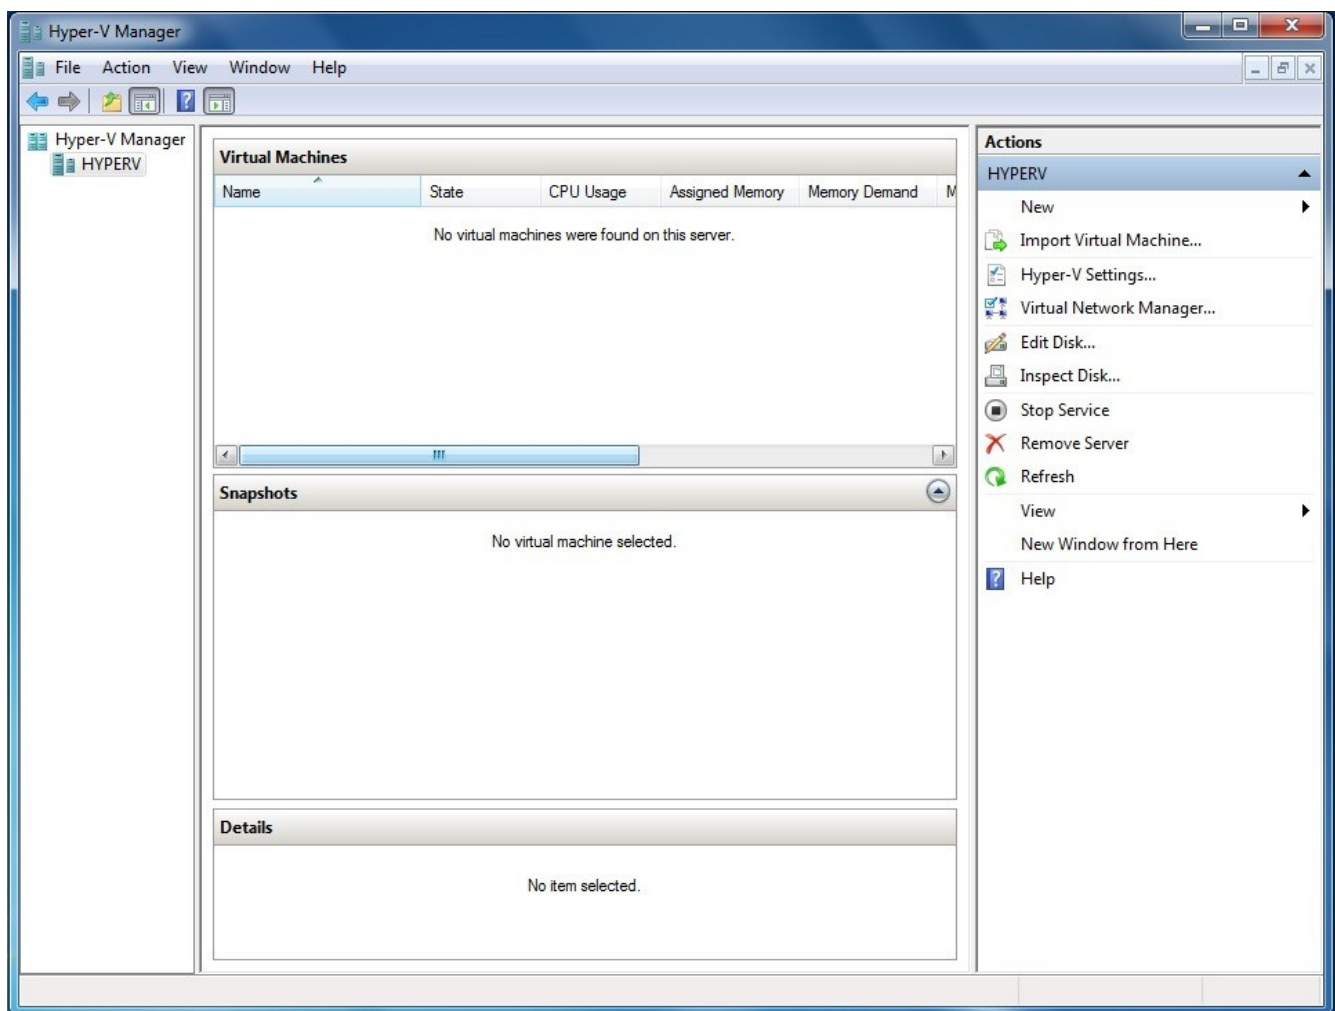 Hyper-V Manager
File Action View Window Help
Hyper-V Manager
HYPERV
Virtual Machines
Name State CPU Usage Assigned Memory Memory Demand M
No virtual machines were found on this server.
Snapshots
No virtual machine selected.
Details
No item selected.
Actions
HYPERV
New
Import Virtual Machine...
Hyper-V Settings...
Virtual Network Manager...
Edit Disk...
Inspect Disk...
Stop Service
Remove Server
Refresh
View
New Window from Here
Help